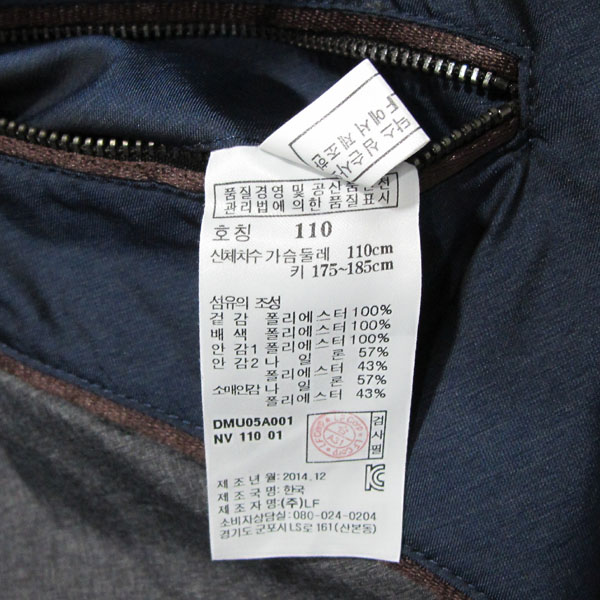 품질경영 및 공산품안전
관리법에 의한 품질표시
호칭 110
신체치수 가슴둘레 110cm
키 175~185cm
섬유의 조성
겉감 폴리에스터 100%
배색 폴리에스터 100%
안감1 폴리에스터 100%
안감2 나일론 57%
폴리에스터 43%
소매안감 나일론 57%
폴리에스터 43%
DMU05A001
NV 110 01
검사필
제조년월: 2014.12
제조국명: 한국
제조자명: (주)LF
소비자상담실: 080-024-0204
경기도 군포시LS로 161(산본동)